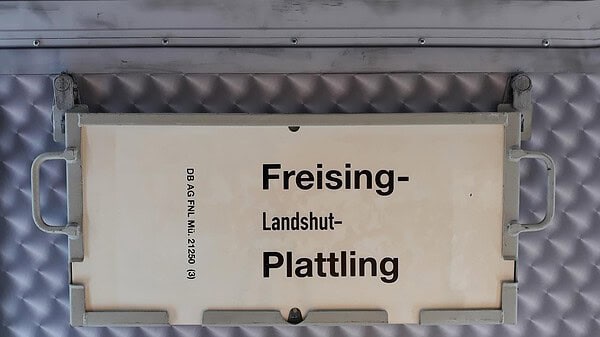 DB AG FNL Mü. 21250 (3)
Freising-
Landshut-
Plattling